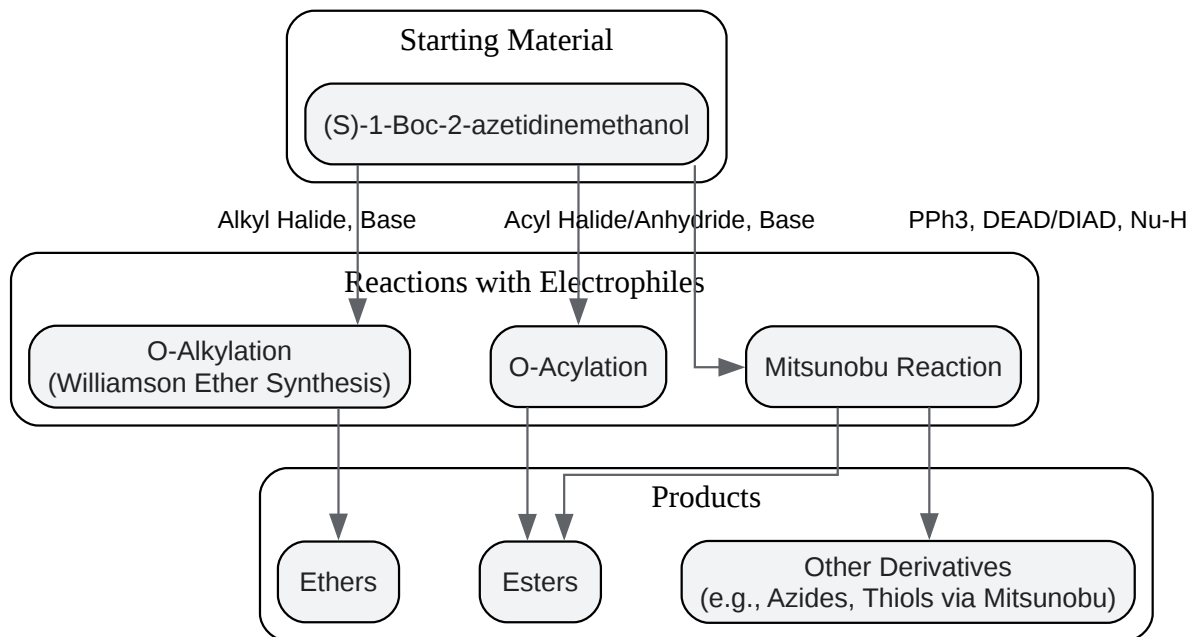 Starting Material
(S)-1-Boc-2-azetidinemethanol
Alkyl Halide, Base
Acyl Halide/Anhydride, Base
PPh3, DEAD/DIAD, Nu-H
Reactions with Electrophiles
O-Alkylation
(Williamson Ether Synthesis)
O-Acylation
Mitsunobu Reaction
Products
Ethers
Esters
Other Derivatives
(e.g., Azides, Thiols via Mitsunobu)